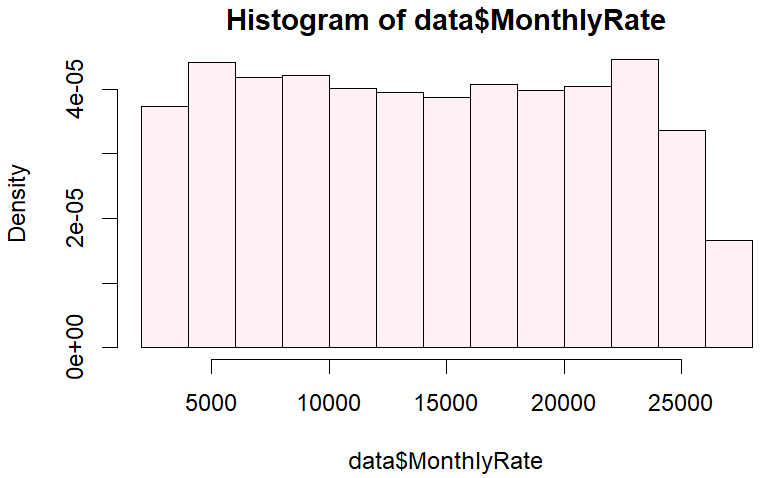 Histogram of data$MonthlyRate
Density
4e-05
2e-05
0e+00
5000 10000 15000 20000 25000
data$MonthlyRate